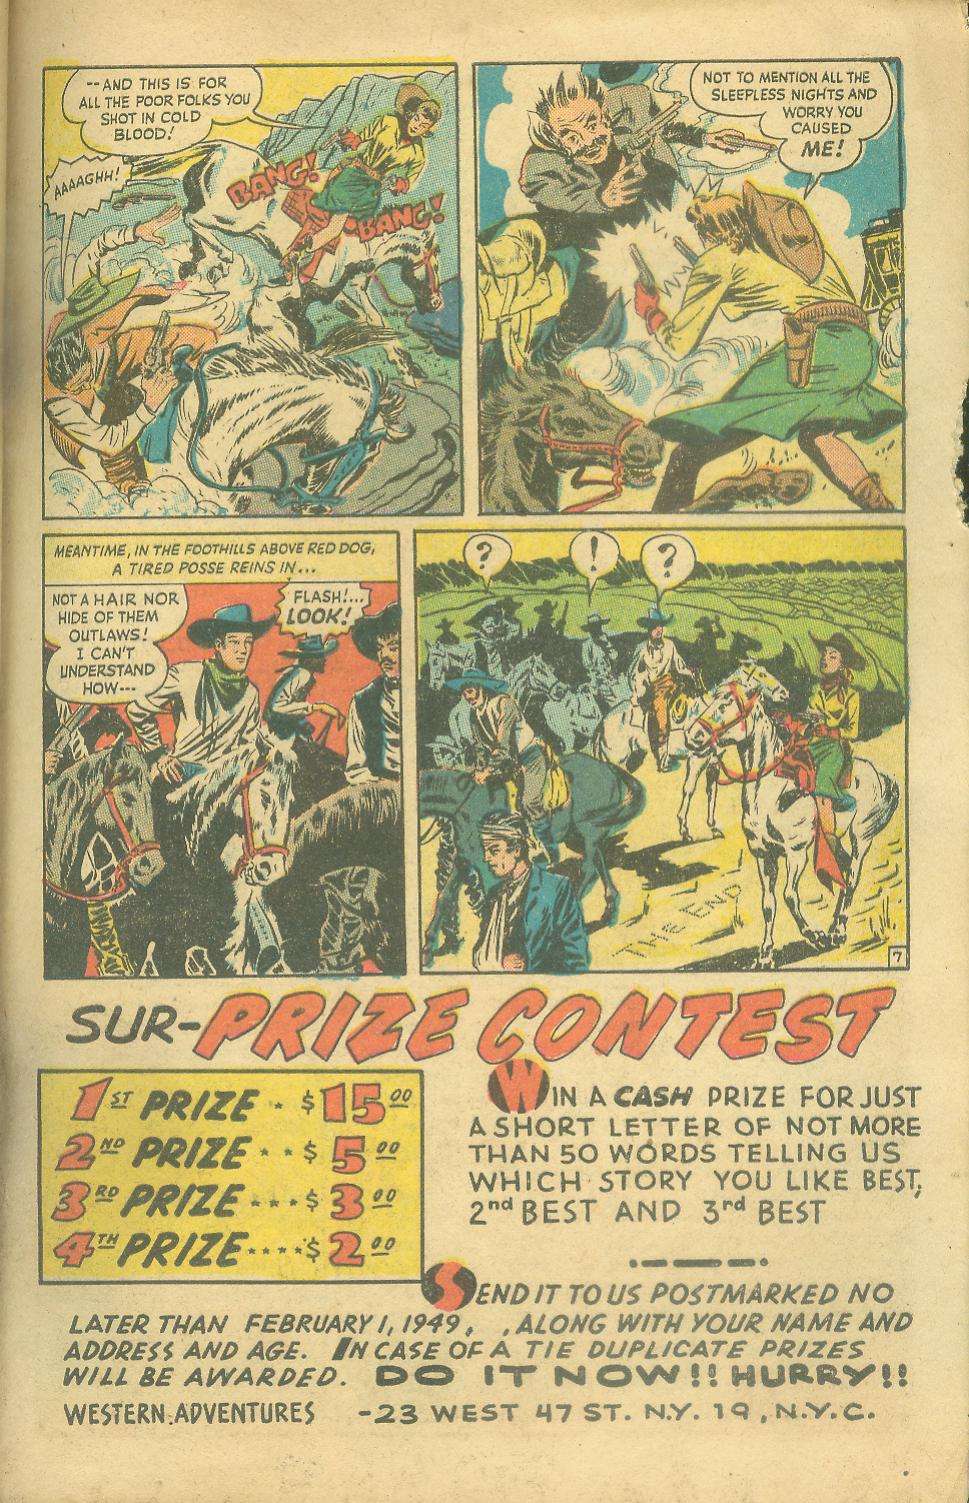 --AND THIS IS FOR
ALL THE POOR FOLKS YOU
SHOT IN COLD
BLOOD!
AAAAGHH!
BANG!
BANG!
NOT TO MENTION ALL THE
SLEEPLESS NIGHTS AND
WORRY YOU
CAUSED
ME!
MEANTIME, IN THE FOOTHILLS ABOVE RED DOG,
A TIRED POSSE REINS IN...
NOT A HAIR NOR
HIDE OF THEM
OUTLAWS!
I CAN'T
UNDERSTAND
HOW---
FLASH!...
LOOK!
?
!
?
THE END
7
SUR-PRIZE CONTEST
1ST PRIZE.. $15.00
2ND PRIZE...$ 5.00
3RD PRIZE....$ 3.00
4TH PRIZE....$ 2.00
WIN A CASH PRIZE FOR JUST
A SHORT LETTER OF NOT MORE
THAN 50 WORDS TELLING US
WHICH STORY YOU LIKE BEST,
2nd BEST AND 3rd BEST
SEND IT TO US POSTMARKED NO
LATER THAN FEBRUARY 1, 1949, , ALONG WITH YOUR NAME AND
ADDRESS AND AGE. IN CASE OF A TIE DUPLICATE PRIZES
WILL BE AWARDED. DO IT NOW!! HURRY!!
WESTERN ADVENTURES -23 WEST 47 ST. N.Y. 19, N.Y.C.